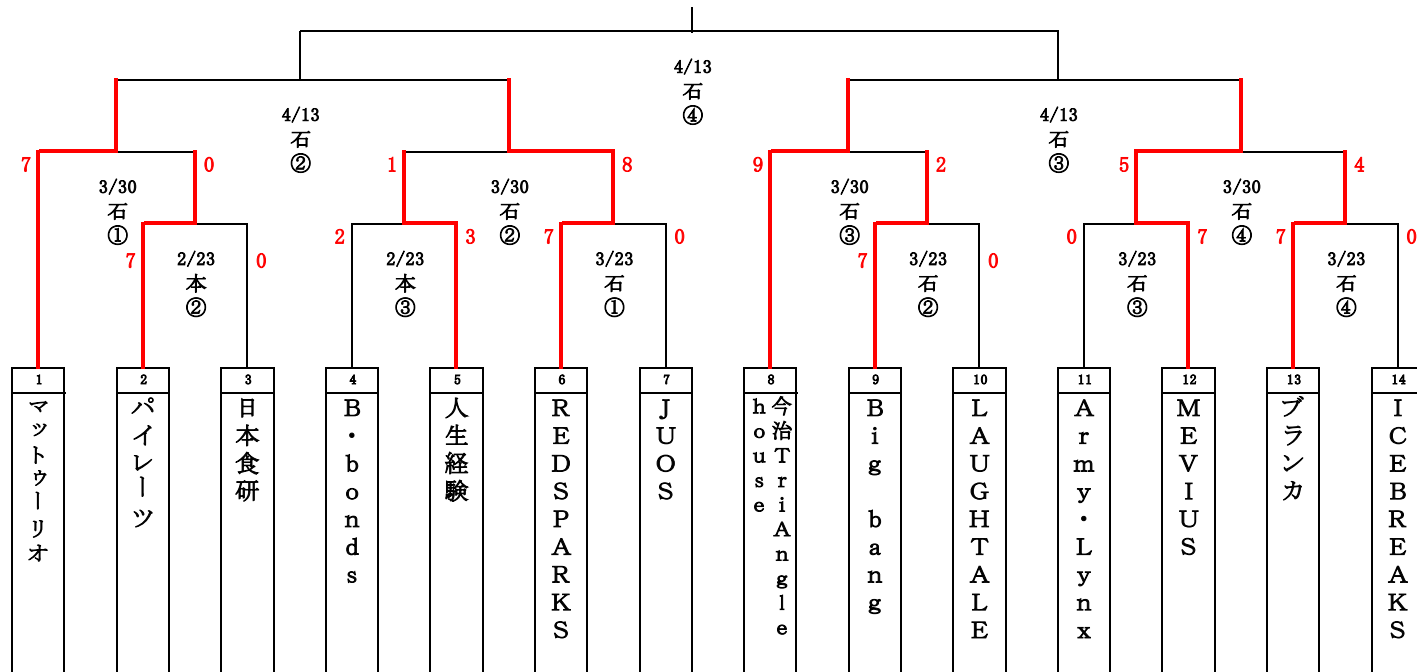 4/13
石
④
4/13
石
②
4/13
石
③
7
0
1
8
9
2
5
4
3/30
石
①
3/30
石
②
3/30
石
③
3/30
石
④
7
0
2
3
7
0
7
0
0
7
7
0
2/23
本
②
2/23
本
③
3/23
石
①
3/23
石
②
3/23
石
③
3/23
石
④
1
マットゥーリオ
2
パイレーツ
3
日本食研
4
B・bonds
5
人生経験
6
REDSPARKS
7
JUOS
8
今治TriAngle
house
9
Big bang
10
LAUGHTALE
11
Army・Lynx
12
MEVIUS
13
ブランカ
14
ICEBREAKS